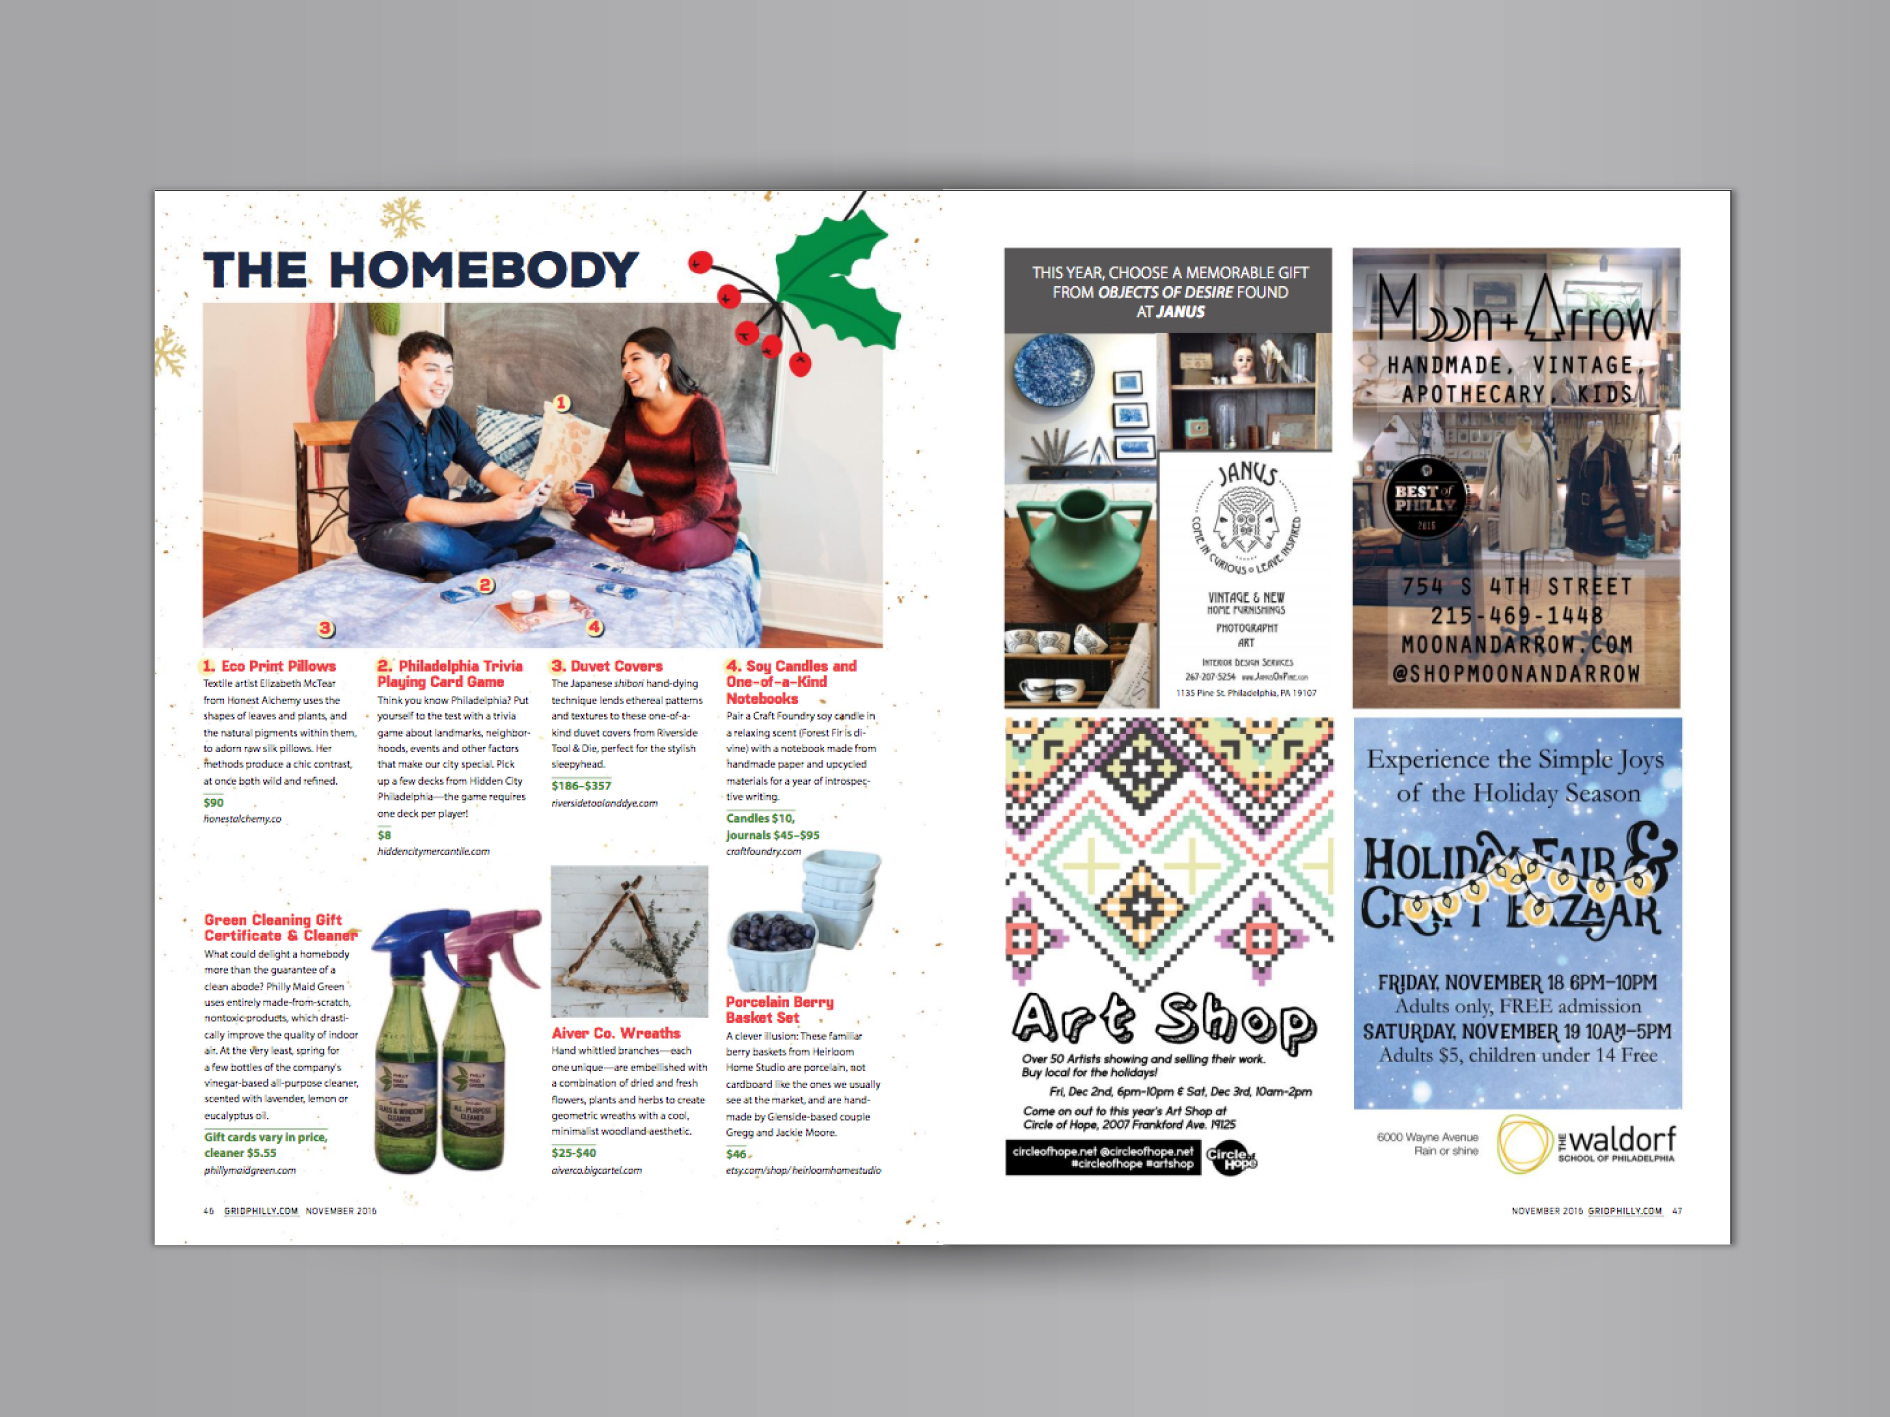 THE HOMEBODY
1
2
3
4
1. Eco Print Pillows
Textile artist Elizabeth McTear
from Honest Alchemy uses the
shapes of leaves and plants, and
the natural pigments within them,
to adorn raw silk pillows. Her
methods produce a chic contrast,
at once both wild and refined.
$90
honestalchemy.co
2. Philadelphia Trivia
Playing Card Game
Think you know Philadelphia? Put
yourself to the test with a trivia
game about landmarks, neighbor-
hoods, events and other factors
that make our city special. Pick
up a few decks from Hidden City
Philadelphia—the game requires
one deck per player!
$8
hiddencitymercantile.com
3. Duvet Covers
The Japanese shibori hand-dying
technique lends ethereal patterns
and textures to these one-of-a-
kind duvet covers from Riverside
Tool & Die, perfect for the stylish
sleepyhead.
$186–$357
riversidetoolanddye.com
4. Soy Candles and
One-of-a-Kind
Notebooks
Pair a Craft Foundry soy candle in
a relaxing scent (Forest Fir is di-
vine) with a notebook made from
handmade paper and upcycled
materials for a year of introspec-
tive writing.
Candles $10,
journals $45–$95
craftfoundry.com
Green Cleaning Gift
Certificate & Cleaner
What could delight a homebody
more than the guarantee of a
clean abode? Philly Maid Green
uses entirely made-from-scratch,
nontoxic products, which drasti-
cally improve the quality of indoor
air. At the very least, spring for
a few bottles of the company's
vinegar-based all-purpose cleaner,
scented with lavender, lemon or
eucalyptus oil.
Gift cards vary in price,
cleaner $5.55
phillymaidgreen.com
PHILLY
MAID
GREEN
GLASS & WINDOW
CLEANER
PHILLY
MAID
GREEN
ALL-PURPOSE
CLEANER
Aiver Co. Wreaths
Hand whittled branches—each
one unique—are embellished with
a combination of dried and fresh
flowers, plants and herbs to create
geometric wreaths with a cool,
minimalist woodland aesthetic.
$25-$40
aiverco.bigcartel.com
Porcelain Berry
Basket Set
A clever illusion: These familiar
berry baskets from Heirloom
Home Studio are porcelain, not
cardboard like the ones we usually
see at the market, and are hand-
made by Glenside-based couple
Gregg and Jackie Moore.
$46
etsy.com/shop/heirloomhomestudio
46 GRIDPHILLY.COM NOVEMBER 2016
THIS YEAR, CHOOSE A MEMORABLE GIFT
FROM OBJECTS OF DESIRE FOUND
AT JANUS
JANUS
COME IN CURIOUS • LEAVE INSPIRED
VINTAGE & NEW
HOME FURNISHINGS
PHOTOGRAPHY
ART
INTERIOR DESIGN SERVICES
267-207-5254 www.JanusOnPine.com
1135 Pine St. Philadelphia, PA 19107
Moon + Arrow
HANDMADE, VINTAGE,
APOTHECARY, KIDS
BEST of
PHILLY
2016
754 S 4TH STREET
215-469-1448
MOONANDARROW.COM
@SHOPMOONANDARROW
Art Shop
Over 50 Artists showing and selling their work.
Buy local for the holidays!
Fri, Dec 2nd, 6pm-10pm & Sat, Dec 3rd, 10am-2pm
Come on out to this year's Art Shop at
Circle of Hope, 2007 Frankford Ave. 19125
circleofhope.net @circleofhope.net
#circleofhope #artshop
Circle of
Hope
Experience the Simple Joys
of the Holiday Season
HOLIDAY FAIR &
CRAFT BAZAAR
FRIDAY, NOVEMBER 18 6PM–10PM
Adults only, FREE admission
SATURDAY, NOVEMBER 19 10AM–5PM
Adults $5, children under 14 Free
6000 Wayne Avenue
Rain or shine
THE waldorf
SCHOOL OF PHILADELPHIA
NOVEMBER 2016 GRIDPHILLY.COM 47